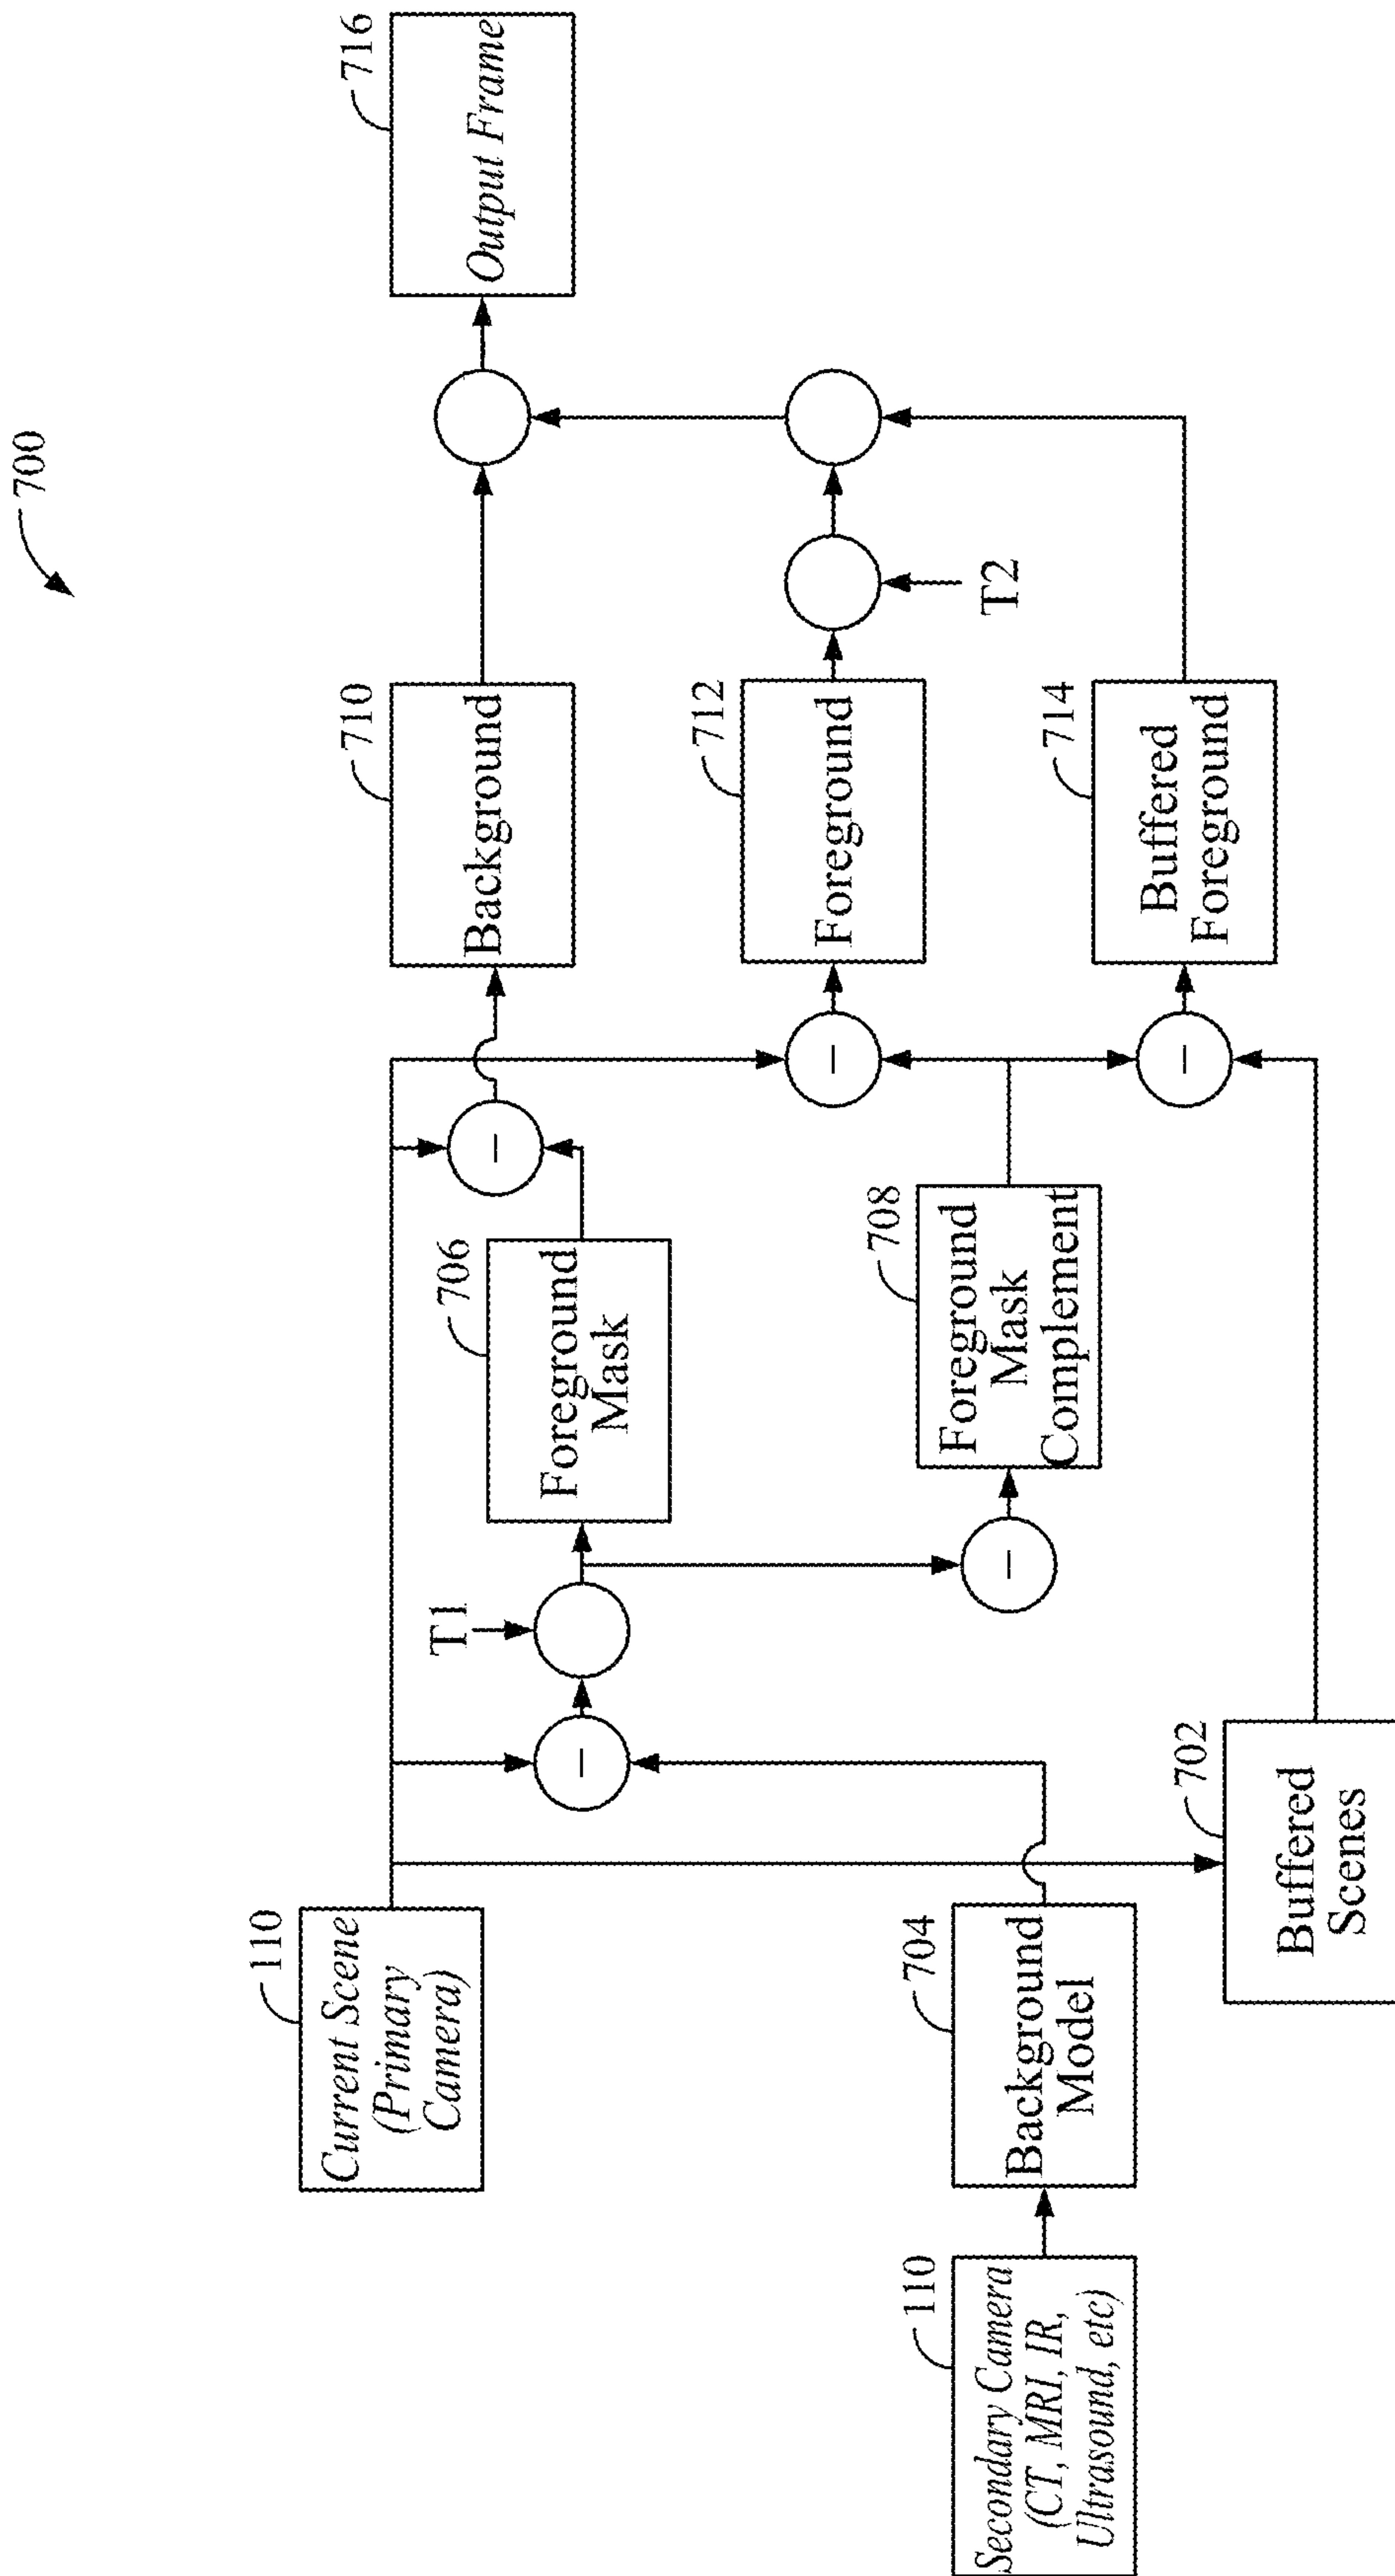 700
110
Current Scene
(Primary
Camera)
110
Secondary Camera
(CT, MRI, IR,
Ultrasound, etc)
704
Background
Model
702
Buffered
Scenes
–
T1
706
Foreground
Mask
–
708
Foreground
Mask
Complement
–
–
–
710
Background
712
Foreground
714
Buffered
Foreground
T2
716
Output Frame